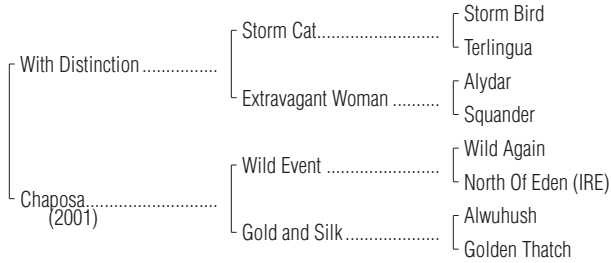 Storm Bird
Storm Cat..............................
Terlingua
With Distinction ................
Alydar
Extravagant Woman ..........
Squander
Wild Again
Wild Event ...........................
North Of Eden (IRE)
Chaposa............................
(2001)
Alwuhush
Gold and Silk.......................
Golden Thatch